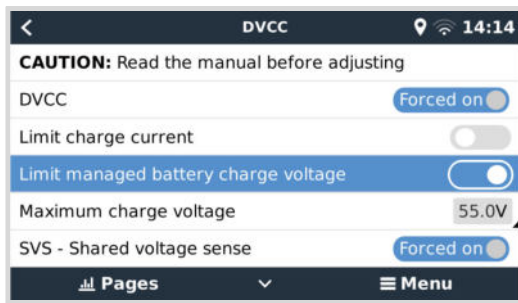 DVCC 14:14
CAUTION: Read the manual before adjusting
DVCC Forced on
Limit charge current
Limit managed battery charge voltage
Maximum charge voltage 55.0V
SVS - Shared voltage sense Forced on
Pages Menu